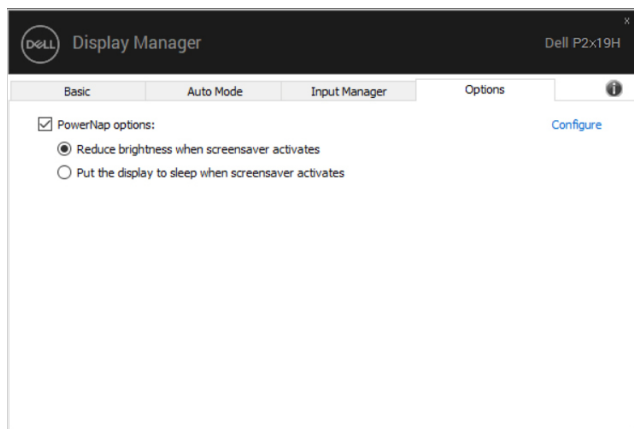 x
DELL Display Manager Dell P2x19H
Basic Auto Mode Input Manager Options i
PowerNap options: Configure
Reduce brightness when screensaver activates
Put the display to sleep when screensaver activates